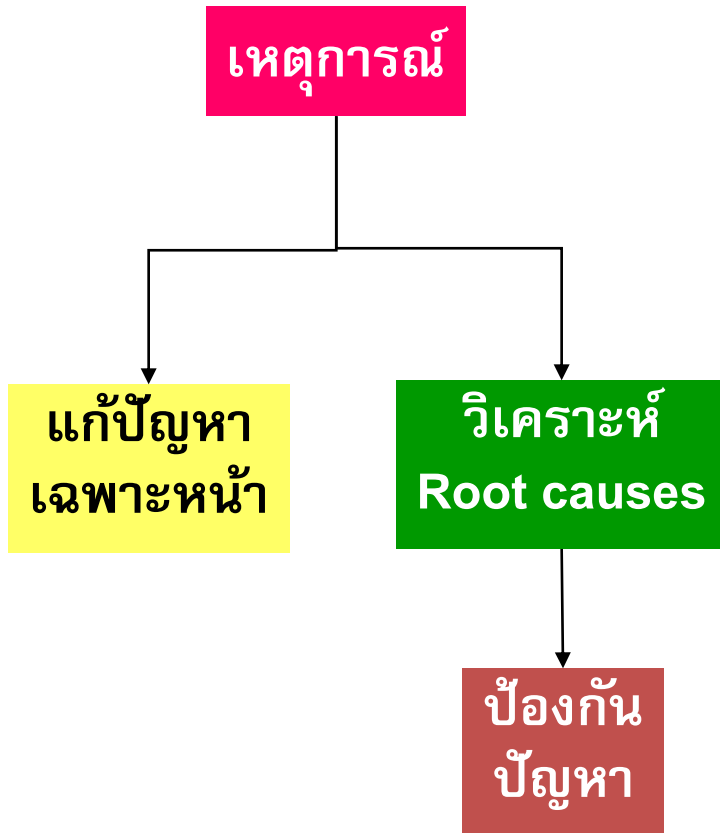 เหตุการณ์
แก้ปัญหา
เฉพาะหน้า
วิเคราะห์
Root causes
ป้องกัน
ปัญหา